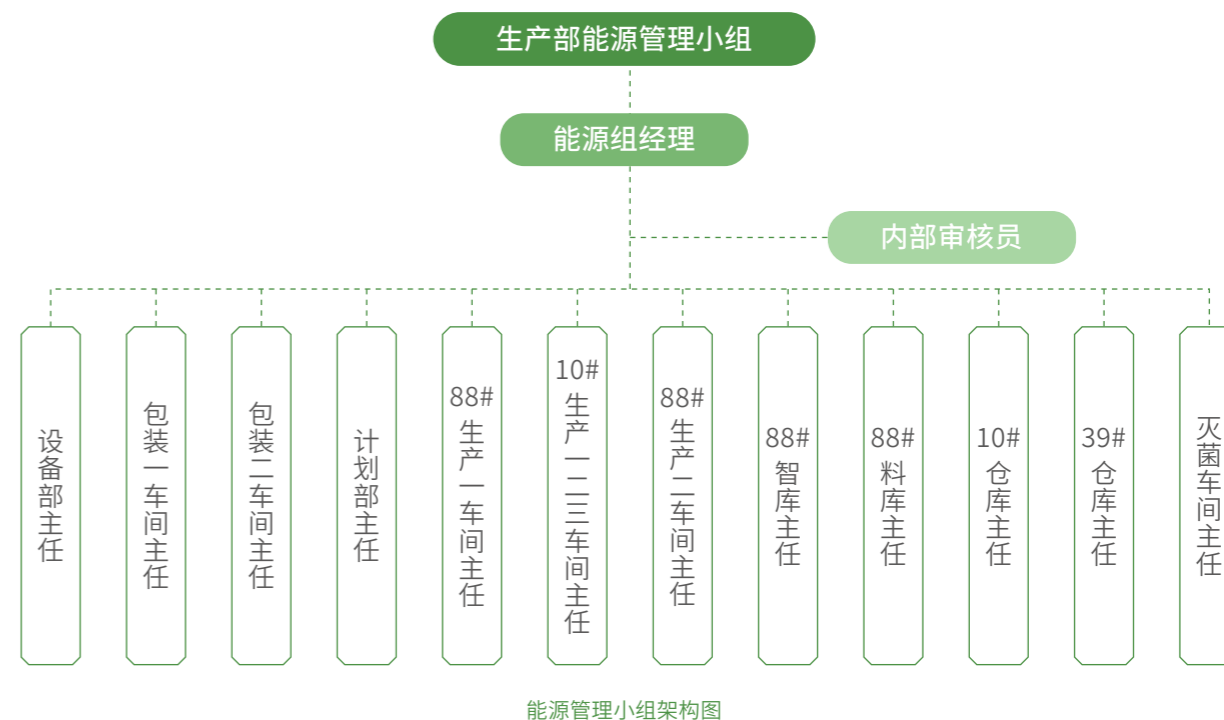 生产部能源管理小组
能源组经理
内部审核员
设备部主任
包装一车间主任
包装二车间主任
计划部主任
88#生产一车间主任
10#生产一二三车间主任
88#生产二车间主任
88#智库主任
88#料库主任
10#仓库主任
39#仓库主任
灭菌车间主任
能源管理小组架构图